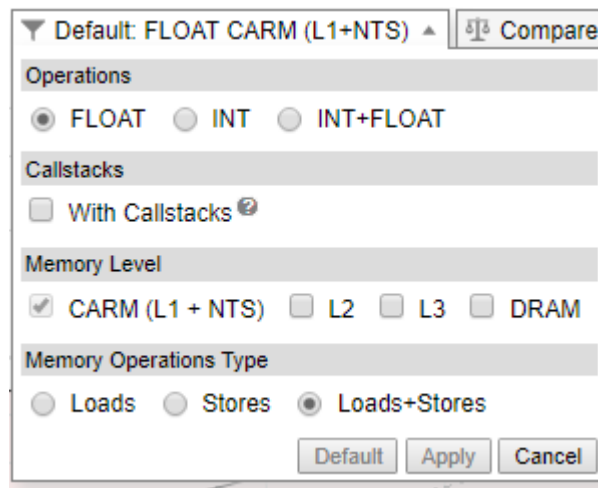 Default: FLOAT CARM (L1+NTS) Compare
Operations
FLOAT INT INT+FLOAT
Callstacks
With Callstacks ?
Memory Level
CARM (L1 + NTS) L2 L3 DRAM
Memory Operations Type
Loads Stores Loads+Stores
Default Apply Cancel